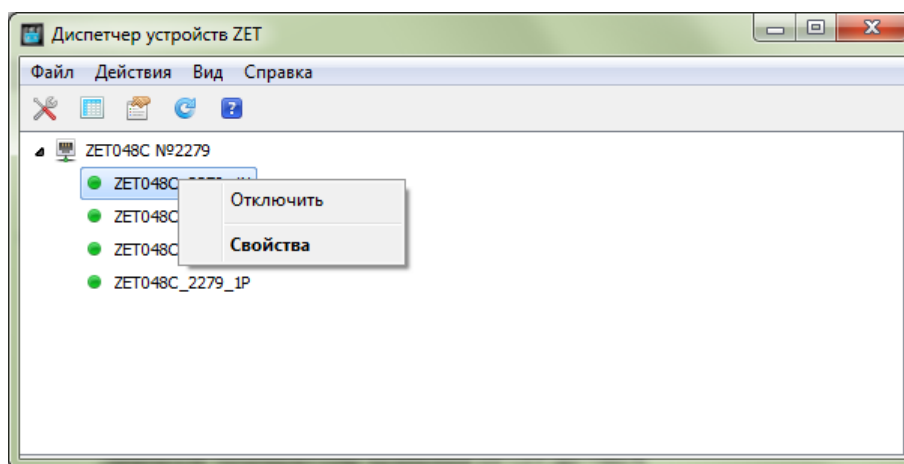 Диспетчер устройств ZET
Файл Действия Вид Справка
ZET048C №2279
ZET048C
Отключить
ZET048C
Свойства
ZET048C
ZET048C_2279_1P